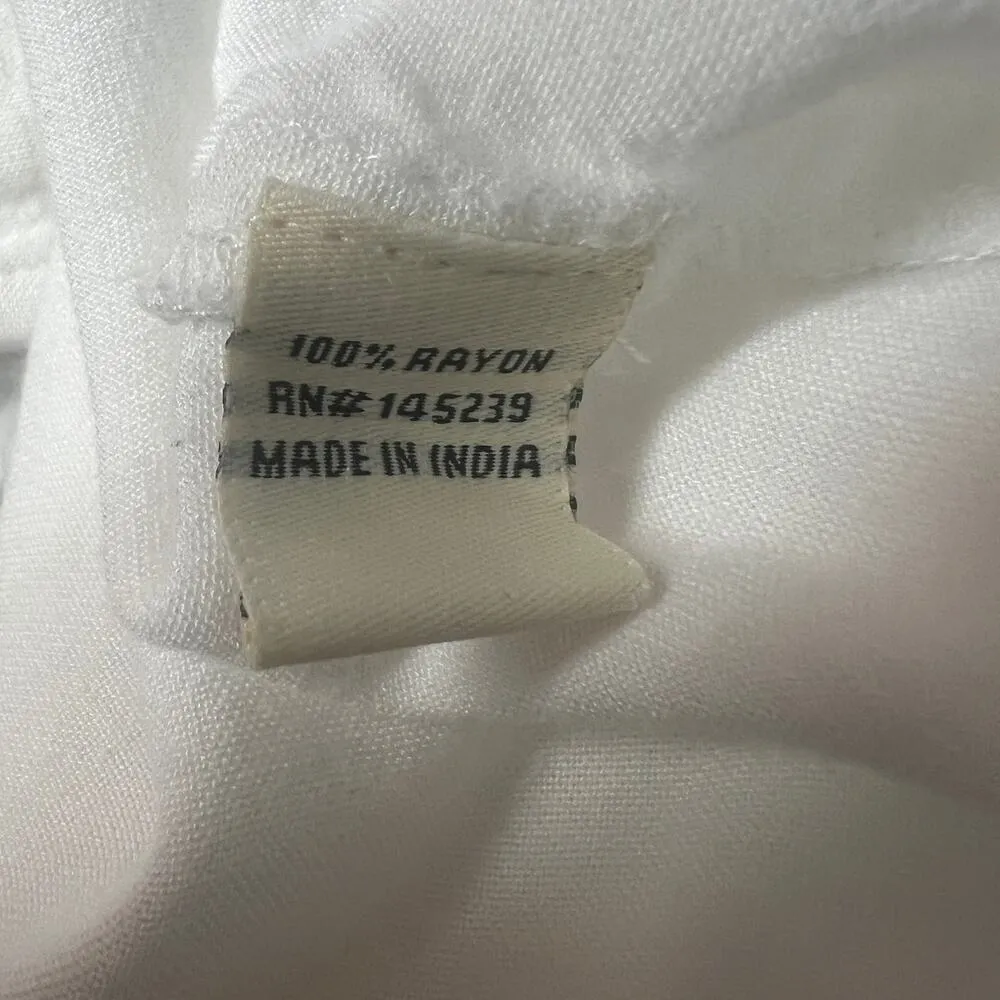 100% RAYON
RN# 145239
MADE IN INDIA